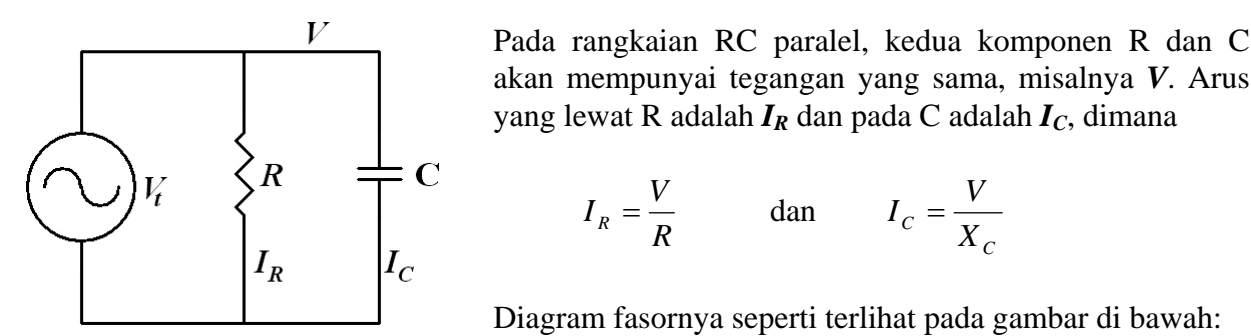 V
V_t
R
C
I_R
I_C
Pada rangkaian RC paralel, kedua komponen R dan C
akan mempunyai tegangan yang sama, misalnya V. Arus
yang lewat R adalah I_R dan pada C adalah I_C, dimana
I_R = V/R dan I_C = V/X_C
Diagram fasornya seperti terlihat pada gambar di bawah: